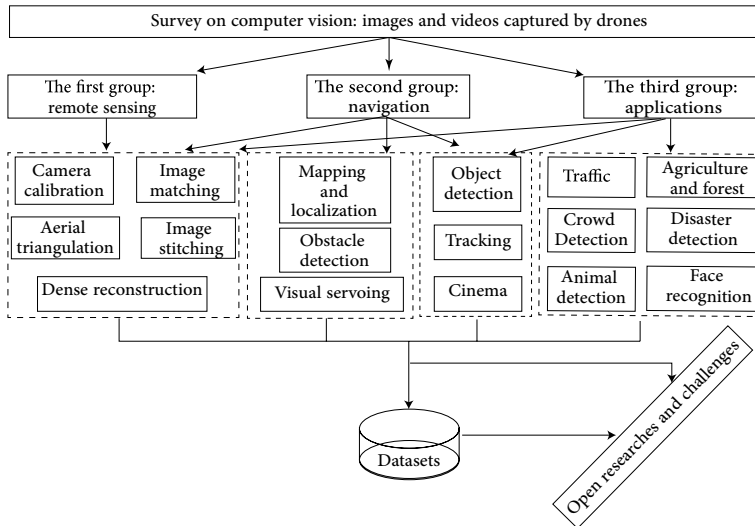 Survey on computer vision: images and videos captured by drones
The first group:
remote sensing
The second group:
navigation
The third group:
applications
Camera
calibration
Image
matching
Aerial
triangulation
Image
stitching
Dense reconstruction
Mapping
and
localization
Obstacle
detection
Visual servoing
Object
detection
Tracking
Cinema
Traffic
Agriculture
and forest
Crowd
Detection
Disaster
detection
Animal
detection
Face
recognition
Datasets
Open researches and challenges